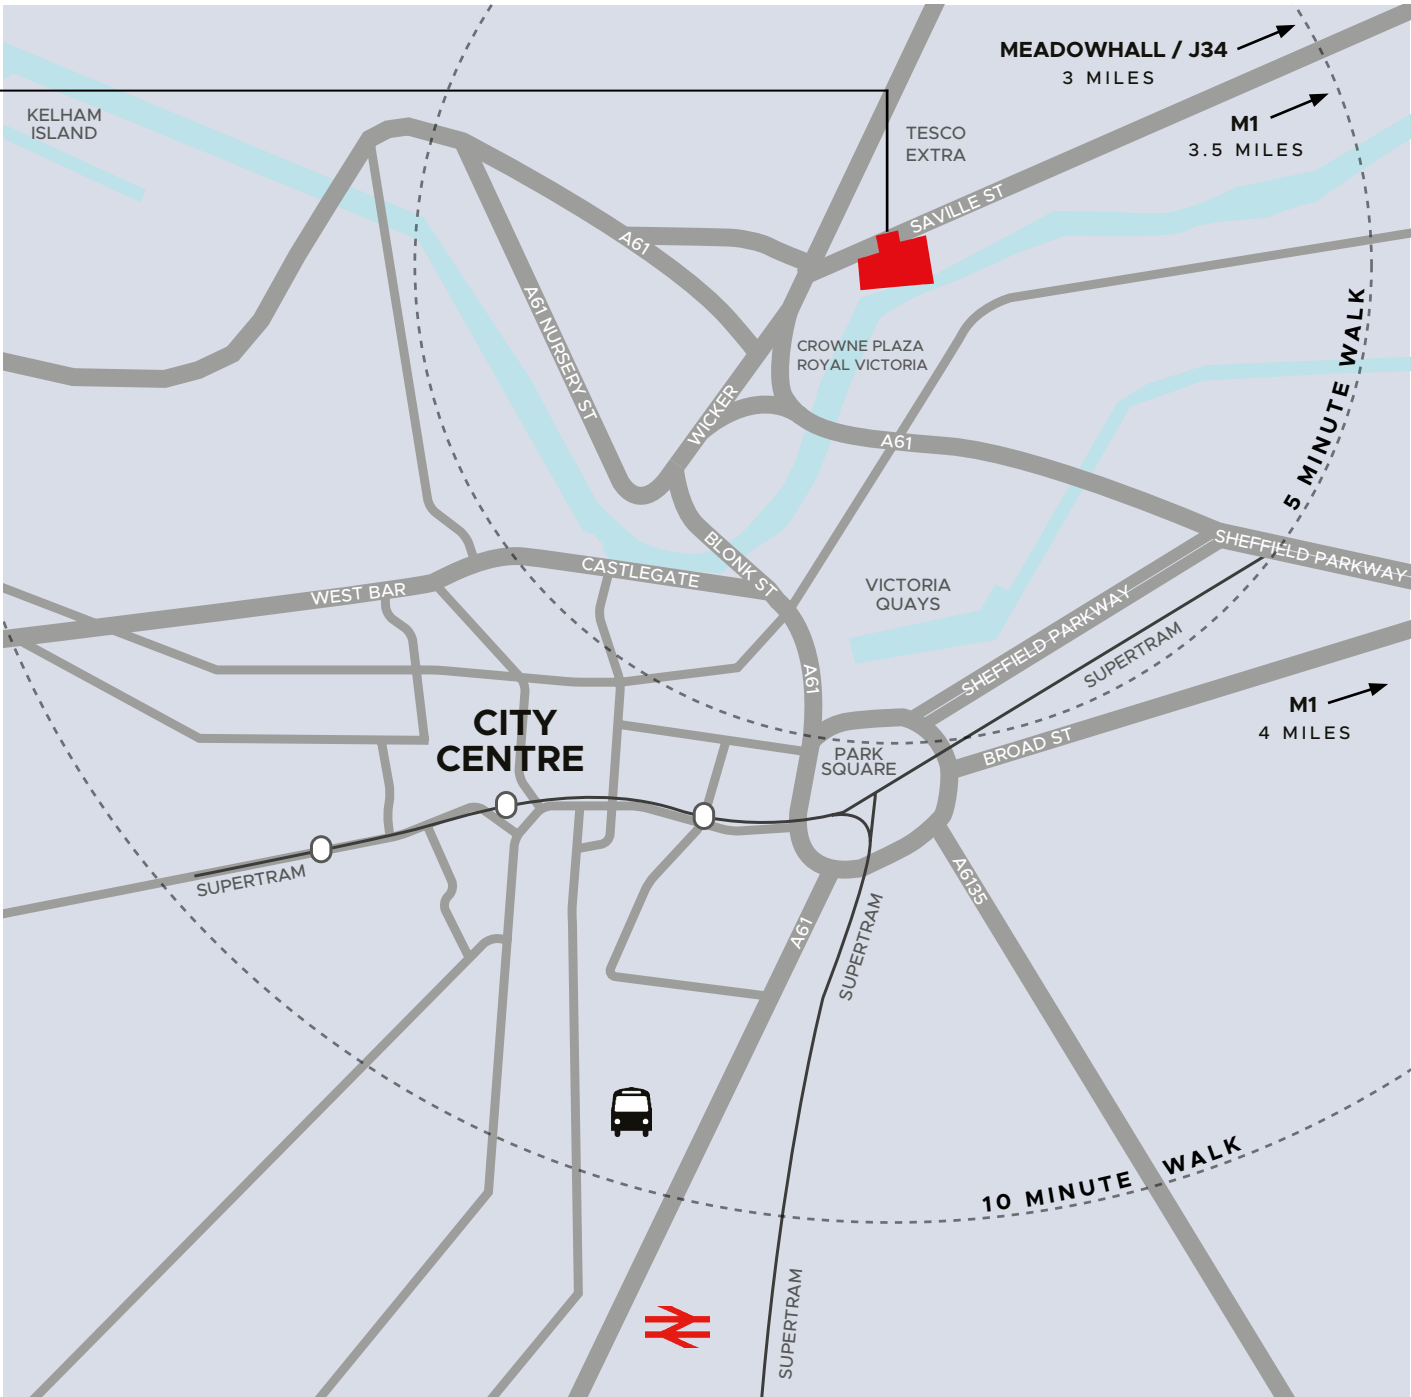 MEADOWHALL / J34
3 MILES
KELHAM
ISLAND
M1
3.5 MILES
TESCO
EXTRA
SAVILLE ST
A61
A61 NURSERY ST
CROWNE PLAZA
ROYAL VICTORIA
5 MINUTE WALK
WICKER
A61
SHEFFIELD PARKWAY
BLONK ST
CASTLEGATE
WEST BAR
VICTORIA
QUAYS
SHEFFIELD PARKWAY
SUPERTRAM
A61
M1
4 MILES
CITY
CENTRE
PARK
SQUARE
BROAD ST
SUPERTRAM
A6135
A61
SUPERTRAM
10 MINUTE WALK
SUPERTRAM